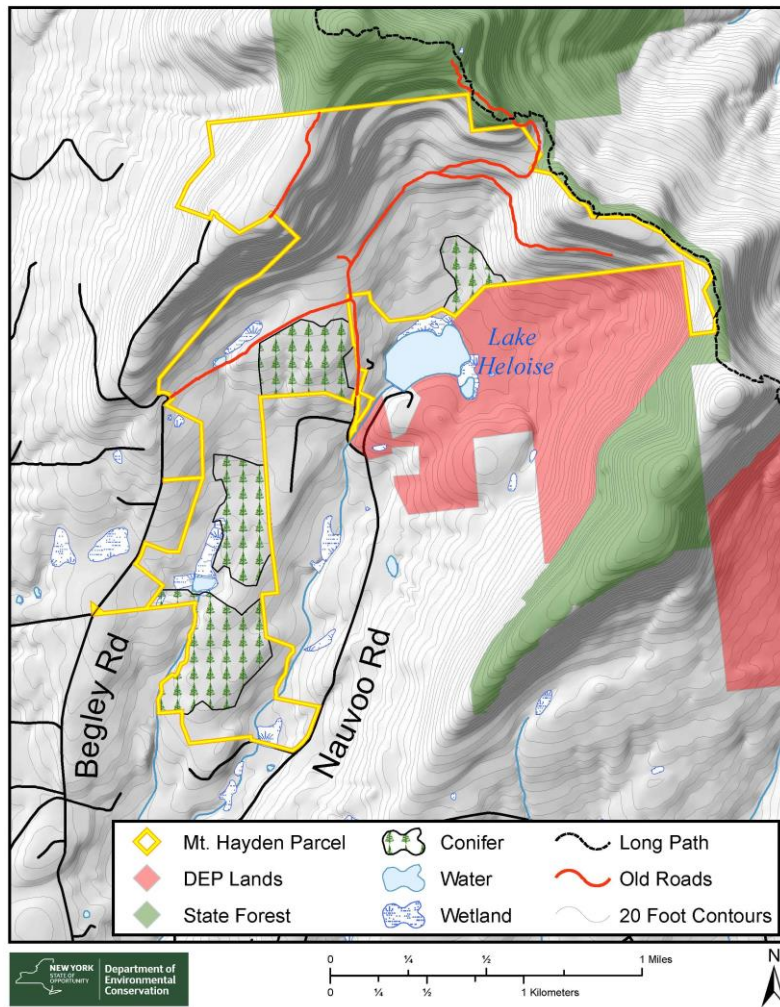 Lake
Heloise
Begley Rd
Nauvoo Rd
Mt. Hayden Parcel
DEP Lands
State Forest
Conifer
Water
Wetland
Long Path
Old Roads
20 Foot Contours
NEW YORK
STATE OF
OPPORTUNITY
Department of
Environmental
Conservation
0 ¼ ½ 1 Miles
0 ¼ ½ 1 Kilometers
N